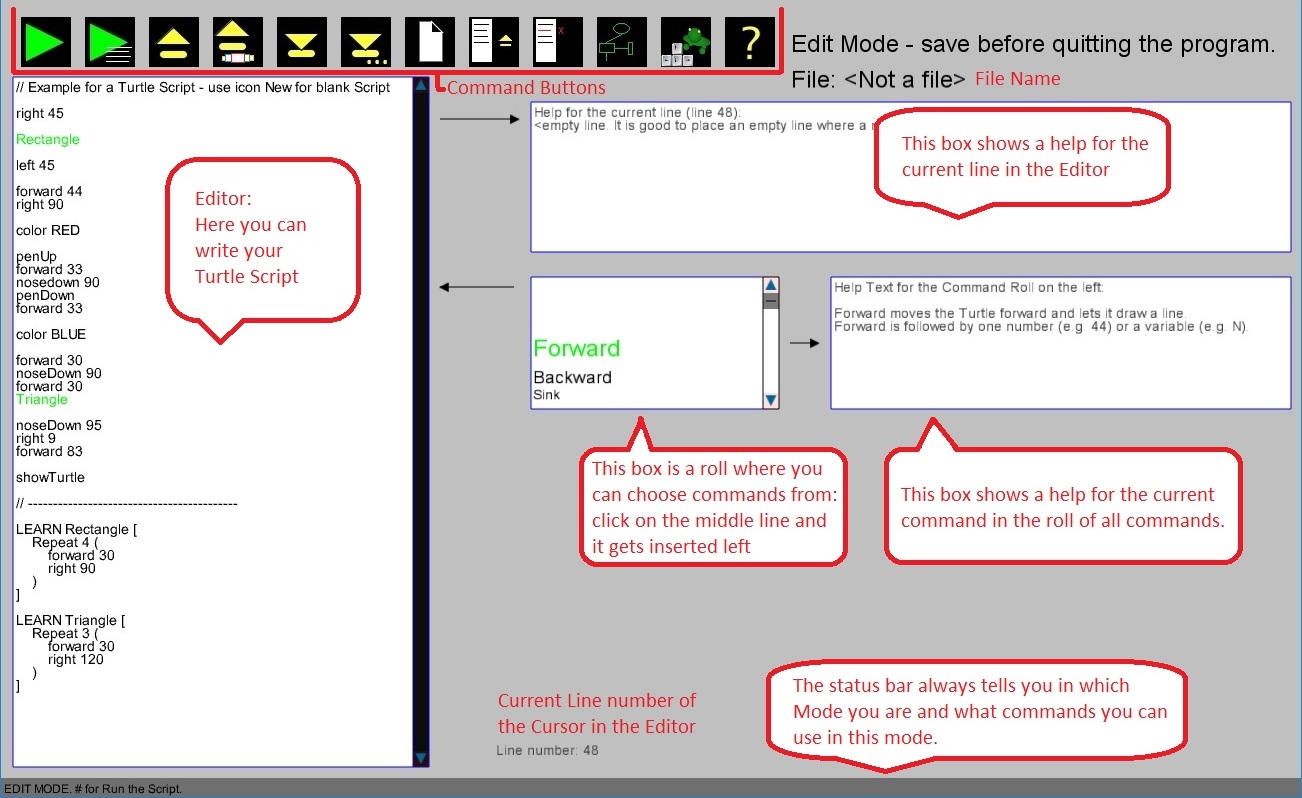 ?
Edit Mode - save before quitting the program.
File: <Not a file> File Name
Command Buttons
// Example for a Turtle Script - use icon New for blank Script
right 45
Rectangle
left 45
forward 44
right 90
color RED
penUp
forward 33
nosedown 90
penDown
forward 33
color BLUE
forward 30
noseDown 90
forward 30
Triangle
noseDown 95
right 9
forward 83
showTurtle
// ------------------------------------------
LEARN Rectangle [
Repeat 4 (
forward 30
right 90
)
]
LEARN Triangle [
Repeat 3 (
forward 30
right 120
)
]
Editor:
Here you can
write your
Turtle Script
Help for the current line (line 48):
<empty line. It is good to place an empty line where a
This box shows a help for the
current line in the Editor
Forward
Backward
Sink
Help Text for the Command Roll on the left:
Forward moves the Turtle forward and lets it draw a line.
Forward is followed by one number (e.g. 44) or a variable (e.g. N).
This box is a roll where you
can choose commands from:
click on the middle line and
it gets inserted left
This box shows a help for the current
command in the roll of all commands.
Current Line number of
the Cursor in the Editor
Line number: 48
The status bar always tells you in which
Mode you are and what commands you can
use in this mode.
EDIT MODE. # for Run the Script.